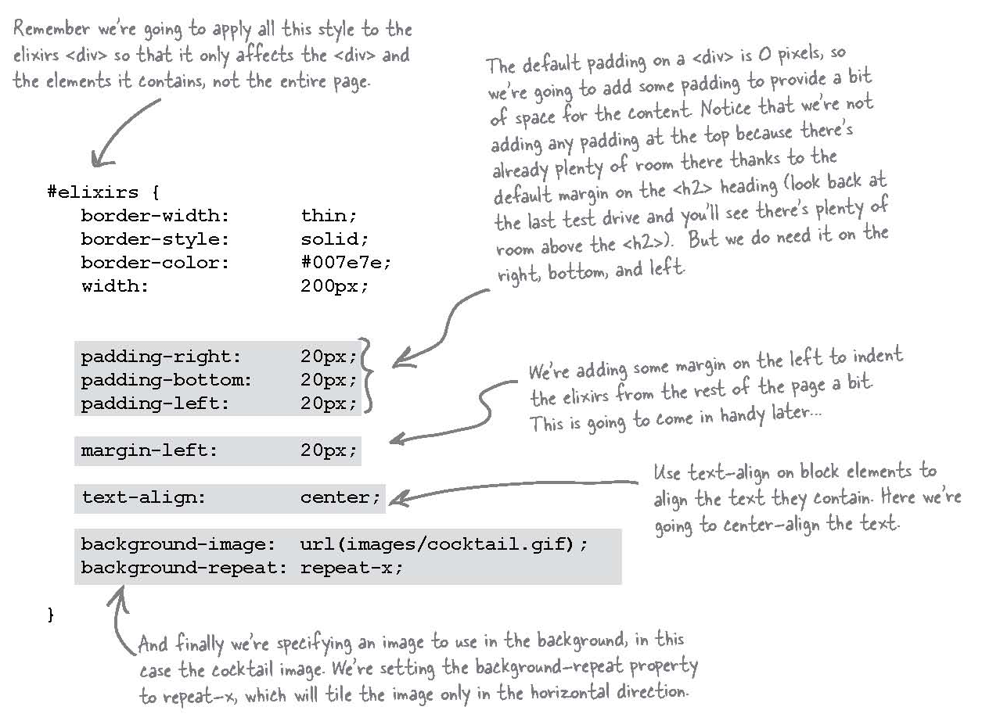 Remember we're going to apply all this style to the
elixirs <div> so that it only affects the <div> and
the elements it contains, not the entire page.
The default padding on a <div> is 0 pixels, so
we're going to add some padding to provide a bit
of space for the content. Notice that we're not
adding any padding at the top because there's
already plenty of room there thanks to the
default margin on the <h2> heading (look back at
the last test drive and you'll see there's plenty of
room above the <h2>). But we do need it on the
right, bottom, and left.
#elixirs {
border-width: thin;
border-style: solid;
border-color: #007e7e;
width: 200px;
padding-right: 20px;
padding-bottom: 20px;
padding-left: 20px;
We're adding some margin on the left to indent
the elixirs from the rest of the page a bit.
This is going to come in handy later...
margin-left: 20px;
Use text-align on block elements to
align the text they contain. Here we're
going to center-align the text.
text-align: center;
background-image: url(images/cocktail.gif);
background-repeat: repeat-x;
}
And finally we're specifying an image to use in the background, in this
case the cocktail image. We're setting the background-repeat property
to repeat-x, which will tile the image only in the horizontal direction.